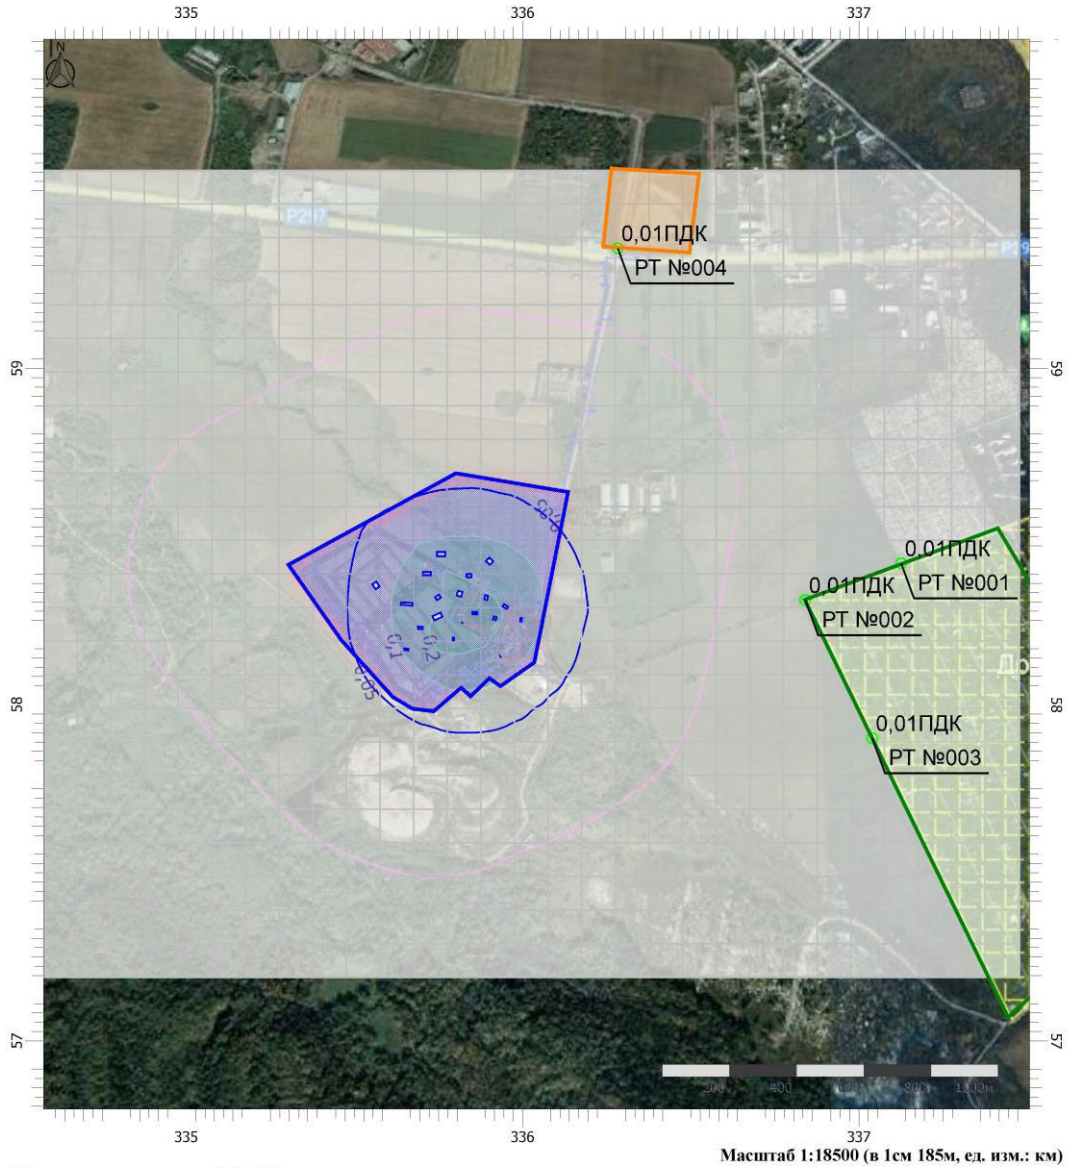 335 336 337
N
P297
0,01ПДК
РТ №004
59 59
0,05
0,01ПДК
РТ №001
0,01ПДК
РТ №002
0,1 0,2
До
0,05
58 58
0,01ПДК
РТ №003
57 57
200 400 600 800 1000м
335 336 337
Масштаб 1:18500 (в 1см 185м, ед. изм.: км)